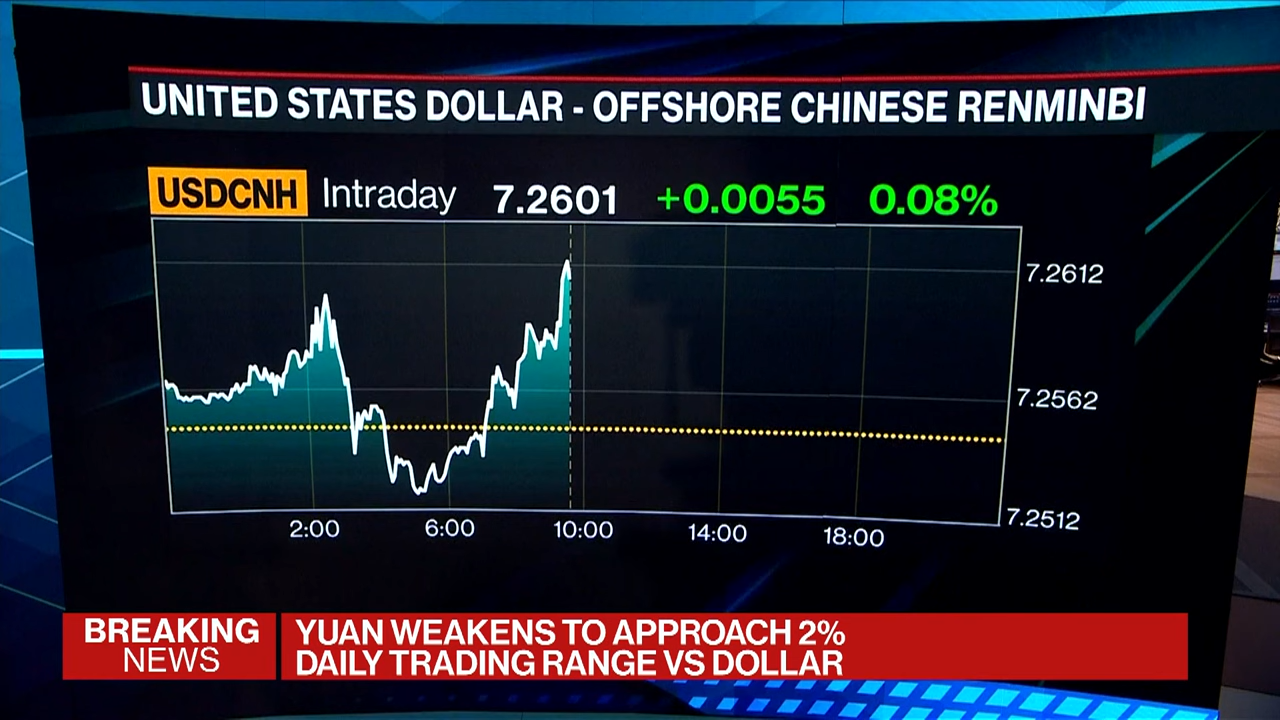 UNITED STATES DOLLAR - OFFSHORE CHINESE RENMINBI
USDCNH Intraday 7.2601 +0.0055 0.08%
7.2612
7.2562
7.2512
2:00 6:00 10:00 14:00 18:00
BREAKING NEWS
YUAN WEAKENS TO APPROACH 2%
DAILY TRADING RANGE VS DOLLAR